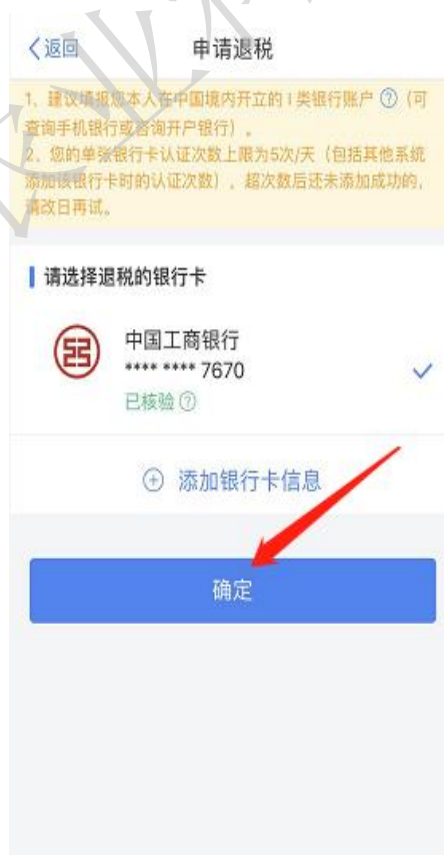 返回
申请退税
1、建议填报您本人在中国境内开立的 I 类银行账户 ? (可
查询手机银行或咨询开户银行) 。
2、您的单张银行卡认证次数上限为5次/天（包括其他系统
添加该银行卡时的认证次数），超次数后还未添加成功的,
请改日再试。
请选择退税的银行卡
中国工商银行
**** **** 7670
已核验 ?
添加银行卡信息
确定